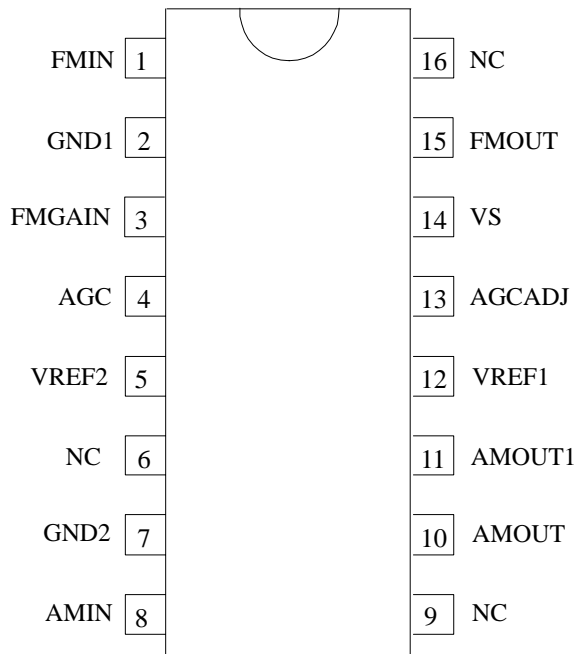 FMIN 1 16 NC
GND1 2 15 FMOUT
FMGAIN 3 14 VS
AGC 4 13 AGCADJ
VREF2 5 12 VREF1
NC 6 11 AMOUT1
GND2 7 10 AMOUT
AMIN 8 9 NC